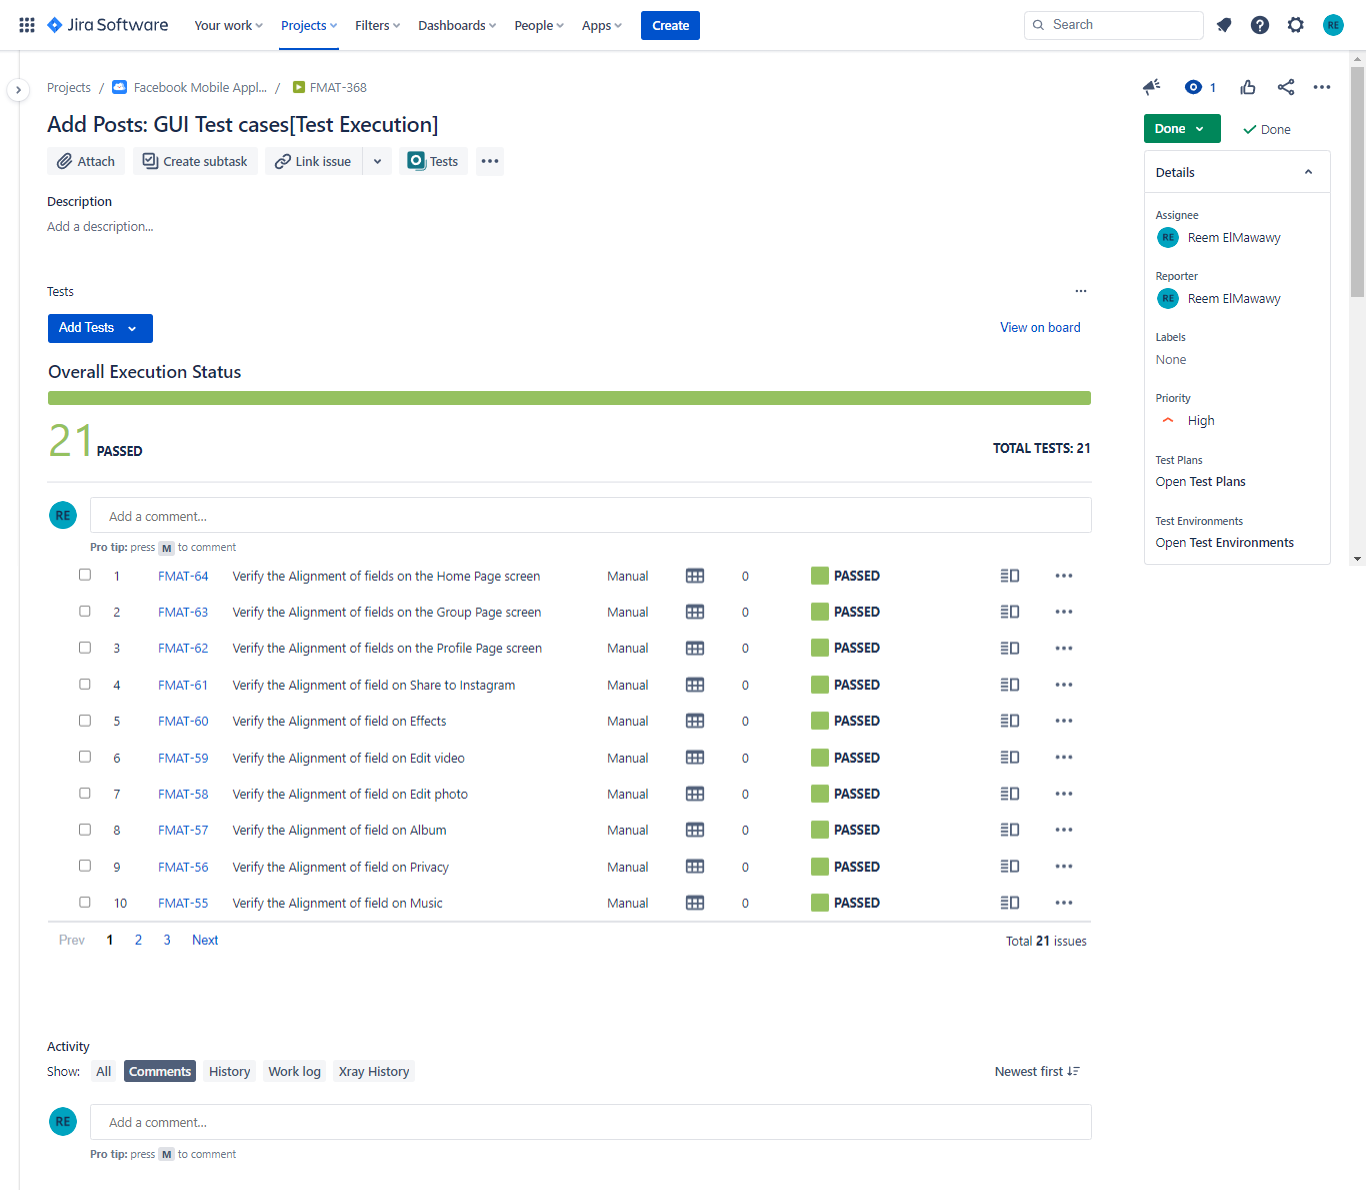 Jira Software Your work Projects Filters Dashboards People Apps Create Search RE
Projects / Facebook Mobile Appl... / FMAT-368 1
Add Posts: GUI Test cases[Test Execution]
Done Done
Attach Create subtask Link issue Tests
Details
Description
Add a description...
Assignee
RE Reem ElMawawy
Reporter
RE Reem ElMawawy
Tests
Add Tests View on board
Labels
None
Overall Execution Status
Priority
High
21 PASSED TOTAL TESTS: 21
Test Plans
Open Test Plans
Test Environments
Open Test Environments
RE Add a comment...
Pro tip: press M to comment
1 FMAT-64 Verify the Alignment of fields on the Home Page screen Manual 0 PASSED
2 FMAT-63 Verify the Alignment of fields on the Group Page screen Manual 0 PASSED
3 FMAT-62 Verify the Alignment of fields on the Profile Page screen Manual 0 PASSED
4 FMAT-61 Verify the Alignment of field on Share to Instagram Manual 0 PASSED
5 FMAT-60 Verify the Alignment of field on Effects Manual 0 PASSED
6 FMAT-59 Verify the Alignment of field on Edit video Manual 0 PASSED
7 FMAT-58 Verify the Alignment of field on Edit photo Manual 0 PASSED
8 FMAT-57 Verify the Alignment of field on Album Manual 0 PASSED
9 FMAT-56 Verify the Alignment of field on Privacy Manual 0 PASSED
10 FMAT-55 Verify the Alignment of field on Music Manual 0 PASSED
Prev 1 2 3 Next Total 21 issues
Activity
Show: All Comments History Work log Xray History Newest first
RE Add a comment...
Pro tip: press M to comment